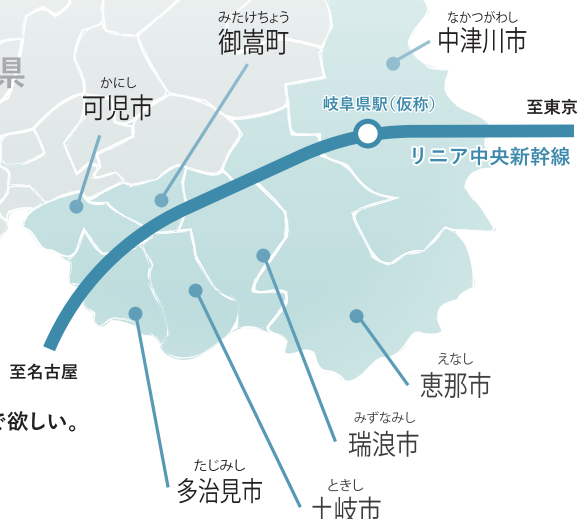 みたけちょう
御嵩町
なかつがわし
中津川市
県
かにし
可児市
岐阜県駅（仮称）
至東京
リニア中央新幹線
至名古屋
えなし
恵那市
で欲しい。
みずなみし
瑞浪市
たじみし
多治見市
ときし
土岐市